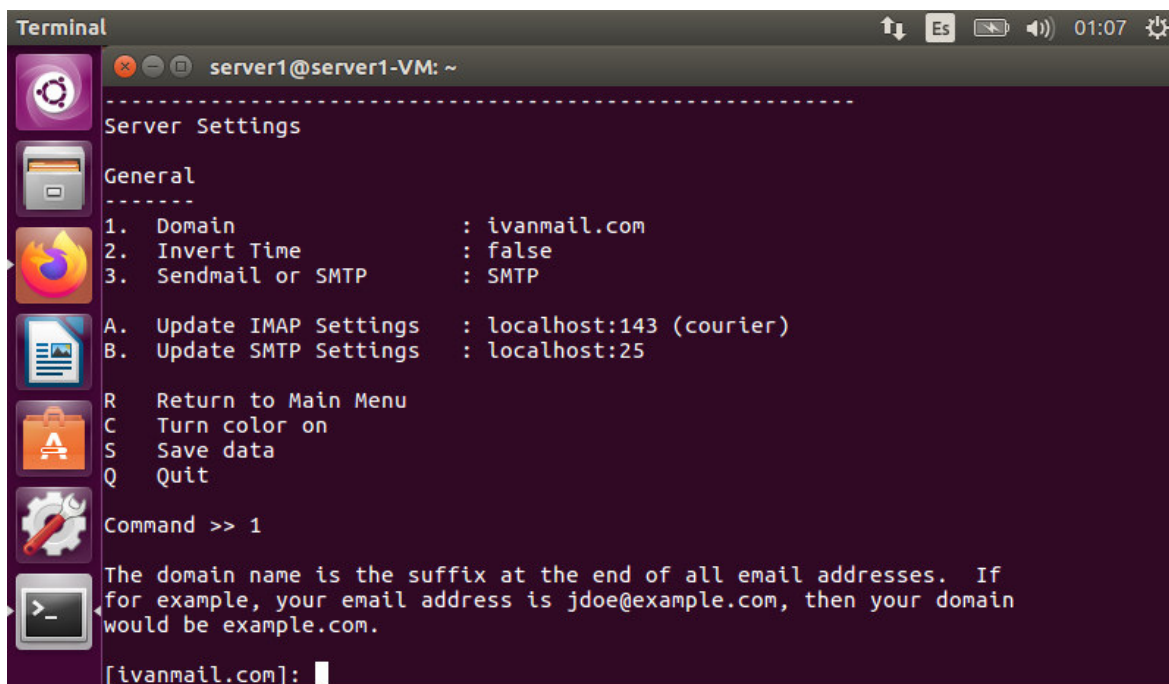 Terminal
Es
01:07
server1@server1-VM: ~
---------------------------------------------------------
Server Settings
General
-------
1.  Domain                 : ivanmail.com
2.  Invert Time            : false
3.  Sendmail or SMTP       : SMTP
A.  Update IMAP Settings   : localhost:143 (courier)
B.  Update SMTP Settings   : localhost:25
R   Return to Main Menu
C   Turn color on
S   Save data
Q   Quit
Command >> 1
The domain name is the suffix at the end of all email addresses.  If
for example, your email address is jdoe@example.com, then your domain
would be example.com.
[ivanmail.com]: